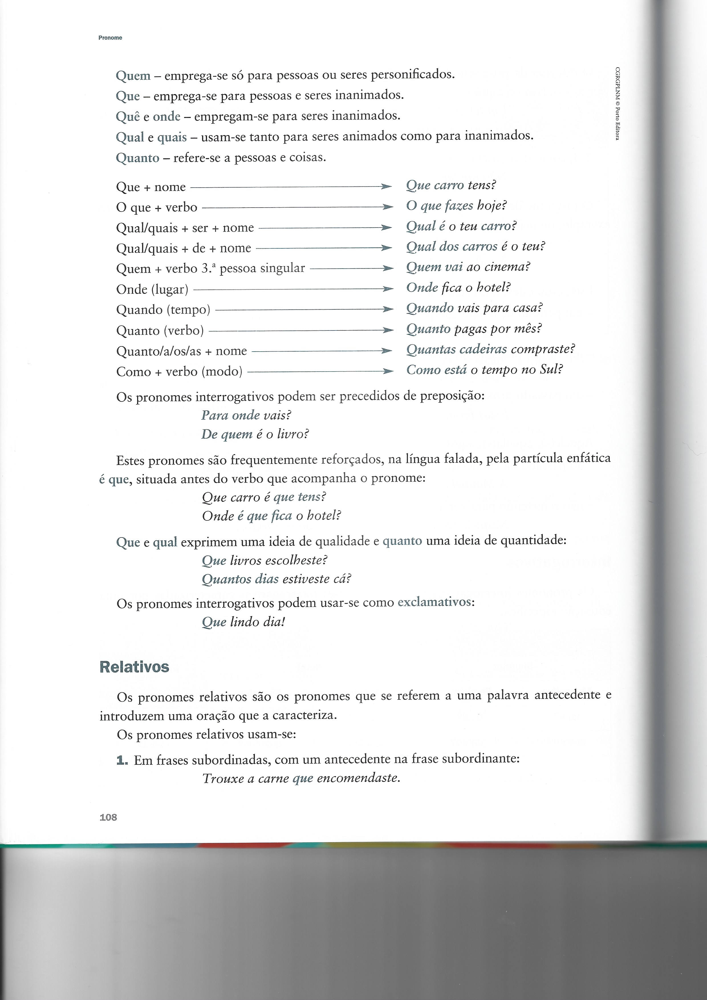 Pronome
Quem – emprega-se só para pessoas ou seres personificados.
Que – emprega-se para pessoas e seres inanimados.
Quê e onde – empregam-se para seres inanimados.
Qual e quais – usam-se tanto para seres animados como para inanimados.
Quanto – refere-se a pessoas e coisas.
Que + nome → Que carro tens?
O que + verbo → O que fazes hoje?
Qual/quais + ser + nome → Qual é o teu carro?
Qual/quais + de + nome → Qual dos carros é o teu?
Quem + verbo 3.ª pessoa singular → Quem vai ao cinema?
Onde (lugar) → Onde fica o hotel?
Quando (tempo) → Quando vais para casa?
Quanto (verbo) → Quanto pagas por mês?
Quanto/a/os/as + nome → Quantas cadeiras compraste?
Como + verbo (modo) → Como está o tempo no Sul?
Os pronomes interrogativos podem ser precedidos de preposição:
Para onde vais?
De quem é o livro?
Estes pronomes são frequentemente reforçados, na língua falada, pela partícula enfática
é que, situada antes do verbo que acompanha o pronome:
Que carro é que tens?
Onde é que fica o hotel?
Que e qual exprimem uma ideia de qualidade e quanto uma ideia de quantidade:
Que livros escolheste?
Quantos dias estiveste cá?
Os pronomes interrogativos podem usar-se como exclamativos:
Que lindo dia!
Relativos
Os pronomes relativos são os pronomes que se referem a uma palavra antecedente e
introduzem uma oração que a caracteriza.
Os pronomes relativos usam-se:
1. Em frases subordinadas, com um antecedente na frase subordinante:
Trouxe a carne que encomendaste.
108
CGRGPLNM © Porto Editora